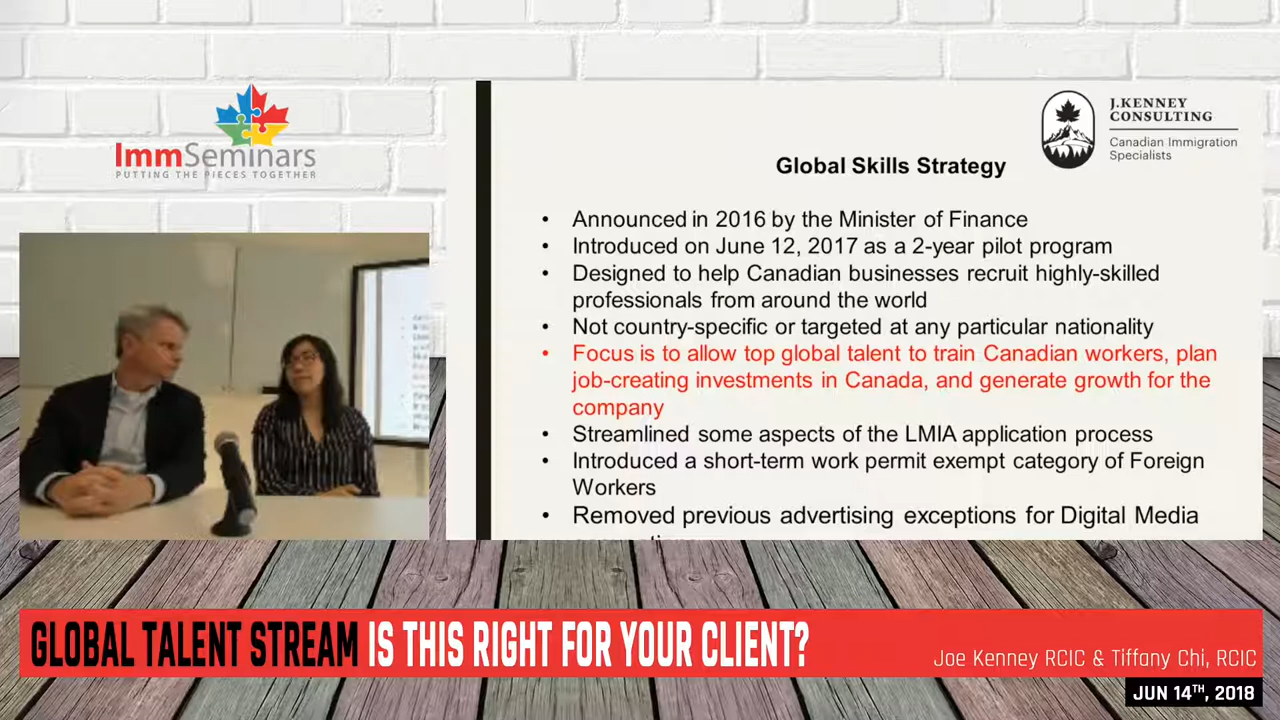 ImmSeminars
PUTTING THE PIECES TOGETHER
J.KENNEY
CONSULTING
Canadian Immigration
Specialists
Global Skills Strategy
• Announced in 2016 by the Minister of Finance
• Introduced on June 12, 2017 as a 2-year pilot program
• Designed to help Canadian businesses recruit highly-skilled
professionals from around the world
• Not country-specific or targeted at any particular nationality
• Focus is to allow top global talent to train Canadian workers, plan
job-creating investments in Canada, and generate growth for the
company
• Streamlined some aspects of the LMIA application process
• Introduced a short-term work permit exempt category of Foreign
Workers
• Removed previous advertising exceptions for Digital Media
GLOBAL TALENT STREAM IS THIS RIGHT FOR YOUR CLIENT?
Joe Kenney RCIC & Tiffany Chi, RCIC
JUN 14TH, 2018